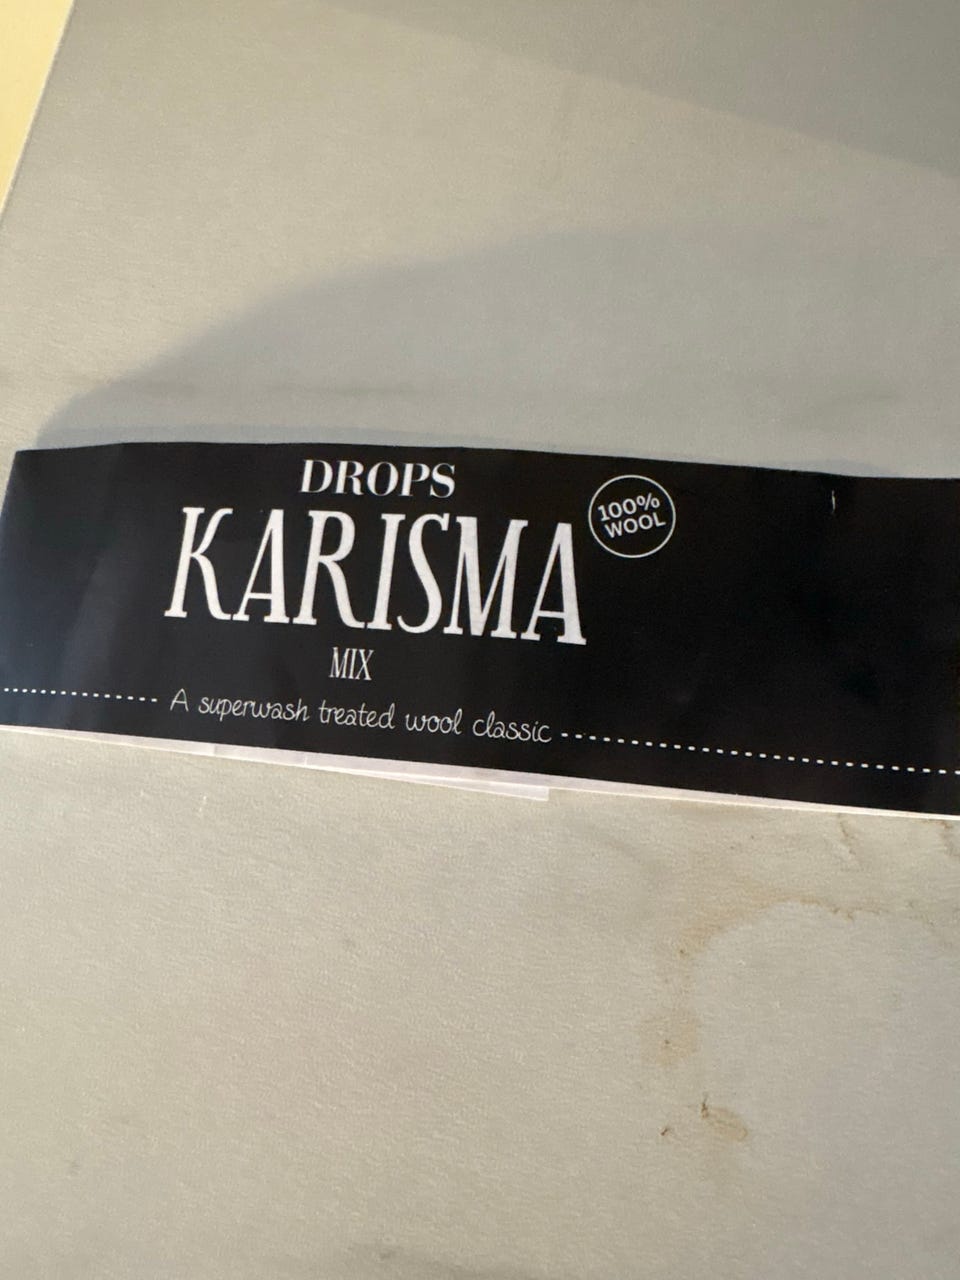 DROPS
KARISMA
100%
WOOL
MIX
A superwash treated wool classic